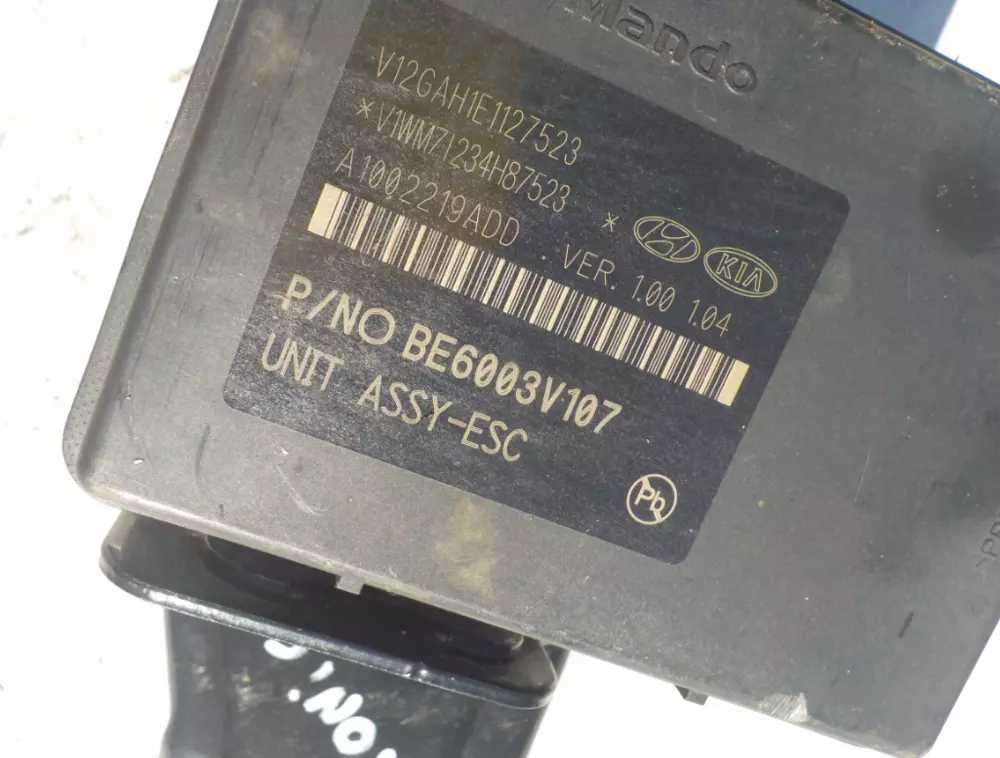 Mando
V12GAH1E1127523
*V1WM71234H87523 *
A1002219ADD VER. 1.00 1.04
KIA
P/NO BE6003V107
UNIT ASSY-ESC
Pb